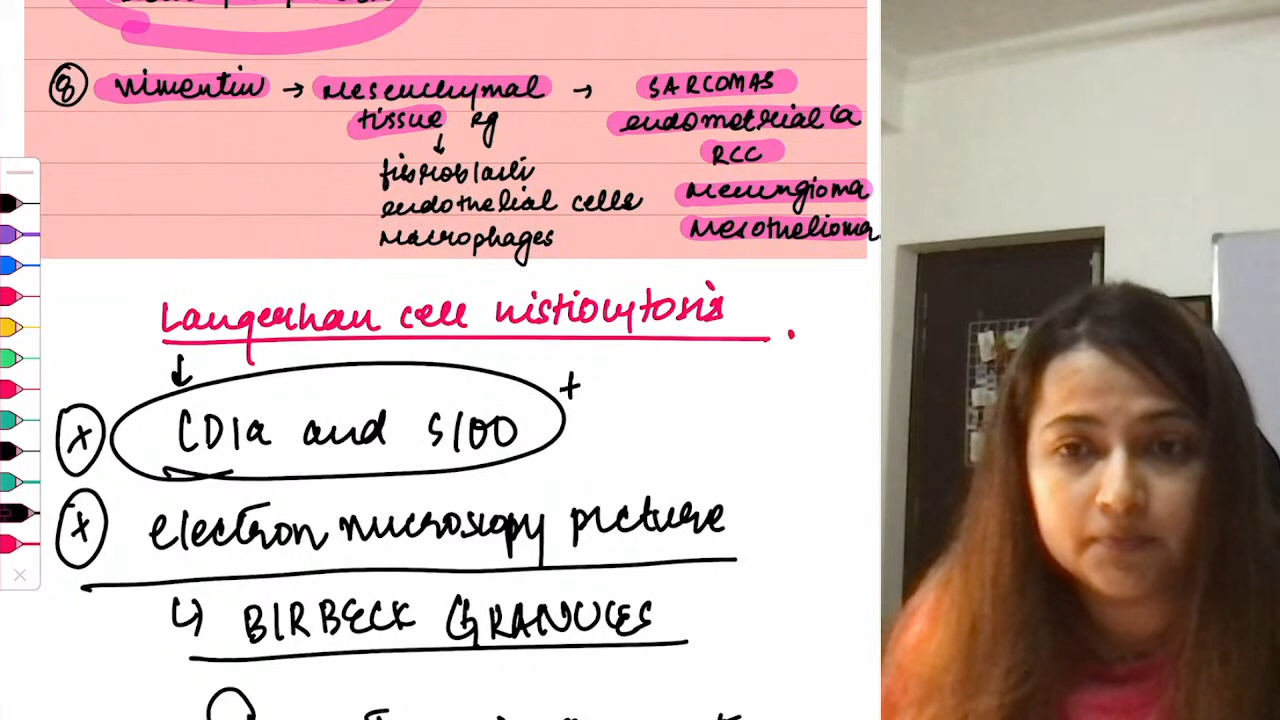 ⑧ vimentin → Mesenchymal → SARCOMAS
tissue eg endometrial Ca
↓ RCC
fibroblasts Meningioma
endothelial cells Mesothelioma
Macrophages
Langerhan cell histiocytosis.
↓
CD1a and S100 +
electron microscopy picture
↳ BIRBECK GRANULES